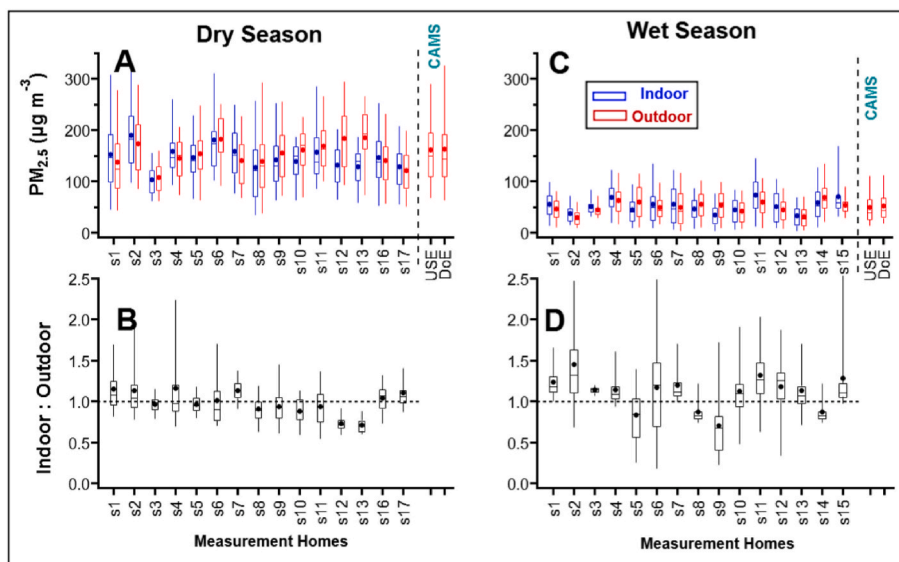 Dry Season
Wet Season
CAMS
CAMS
A
C
Indoor
Outdoor
PM2.5 (µg m-3)
300
200
100
0
300
200
100
0
s1 s2 s3 s4 s5 s6 s7 s8 s9 s10 s11 s12 s13 s16 s17 USE DoE
s1 s2 s3 s4 s5 s6 s7 s8 s9 s10 s11 s12 s13 s14 s15 USE DoE
B
D
Indoor : Outdoor
2.5
2.0
1.5
1.0
0.5
0.0
2.5
2.0
1.5
1.0
0.5
0.0
s1 s2 s3 s4 s5 s6 s7 s8 s9 s10 s11 s12 s13 s16 s17
s1 s2 s3 s4 s5 s6 s7 s8 s9 s10 s11 s12 s13 s14 s15
Measurement Homes
Measurement Homes